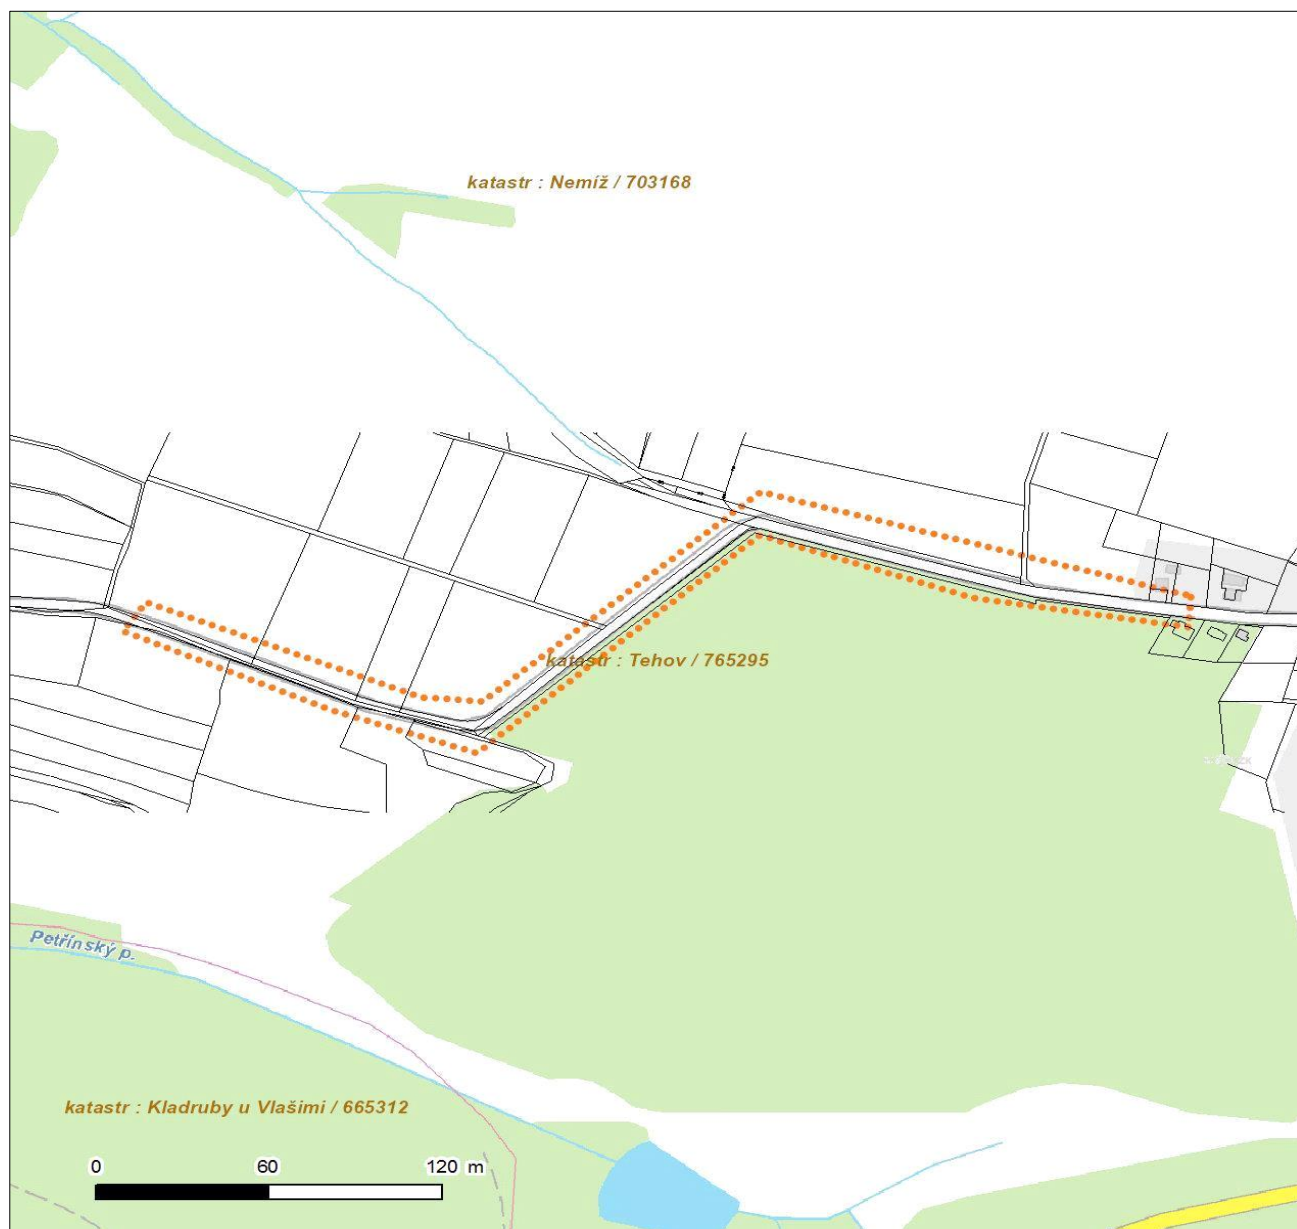 katastr : Nemíž / 703168
katastr : Tehov / 765295
Petřínský p.
katastr : Kladruby u Vlašimi / 665312
0 60 120 m